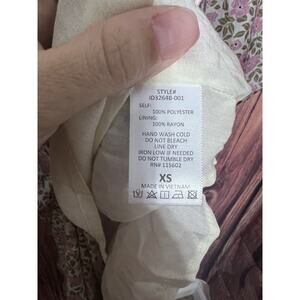 STYLE#
ID3264B-001
SELF:
100% POLYESTER
LINING:
100% RAYON
HAND WASH COLD
DO NOT BLEACH
LINE DRY
IRON LOW IF NEEDED
DO NOT TUMBLE DRY
RN# 115602
XS
MADE IN VIETNAM